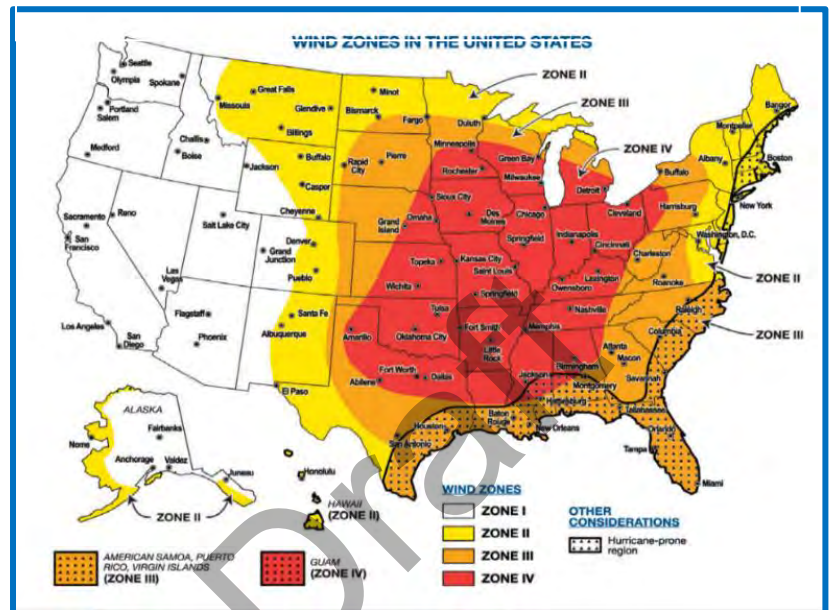 WIND ZONES IN THE UNITED STATES
ZONE II
ZONE III
ZONE IV
Seattle
Olympia
Spokane
Portland
Salem
Medford
Great Falls
Missoula
Glendive
Billings
Challis
Boise
Minot
Bismarck
Fargo
Duluth
Minneapolis
Buffalo
Jackson
Casper
Cheyenne
Rapid City
Pierre
Rochester
Green Bay
Milwaukee
Detroit
Buffalo
Albany
Montpelier
Bangor
Boston
New York
Harrisburg
Washington, D.C.
Sioux City
Des Moines
Chicago
Cleveland
Grand Island
Omaha
Springfield
Indianapolis
Cincinnati
Charleston
Sacramento
Reno
San Francisco
Salt Lake City
Denver
Grand Junction
Pueblo
Topeka
Kansas City
Saint Louis
Lexington
Owensboro
Roanoke
ZONE II
Las Vegas
Wichita
Springfield
Nashville
Raleigh
Los Angeles
San Diego
Flagstaff
Phoenix
Santa Fe
Albuquerque
Tulsa
Amarillo
Oklahoma City
Fort Smith
Memphis
Columbia
ZONE III
Little Rock
Atlanta
Macon
Birmingham
Savannah
El Paso
Abilene
Fort Worth
Dallas
Jackson
Montgomery
Hattiesburg
Tallahassee
San Antonio
Houston
Baton Rouge
New Orleans
Orlando
Tampa
Miami
ALASKA
Nome
Fairbanks
Anchorage
Valdez
Juneau
ZONE II
Honolulu
HAWAII
(ZONE II)
WIND ZONES
ZONE I
ZONE II
ZONE III
ZONE IV
OTHER
CONSIDERATIONS
Hurricane-prone
region
AMERICAN SAMOA, PUERTO
RICO, VIRGIN ISLANDS
(ZONE III)
GUAM
(ZONE IV)
Draft